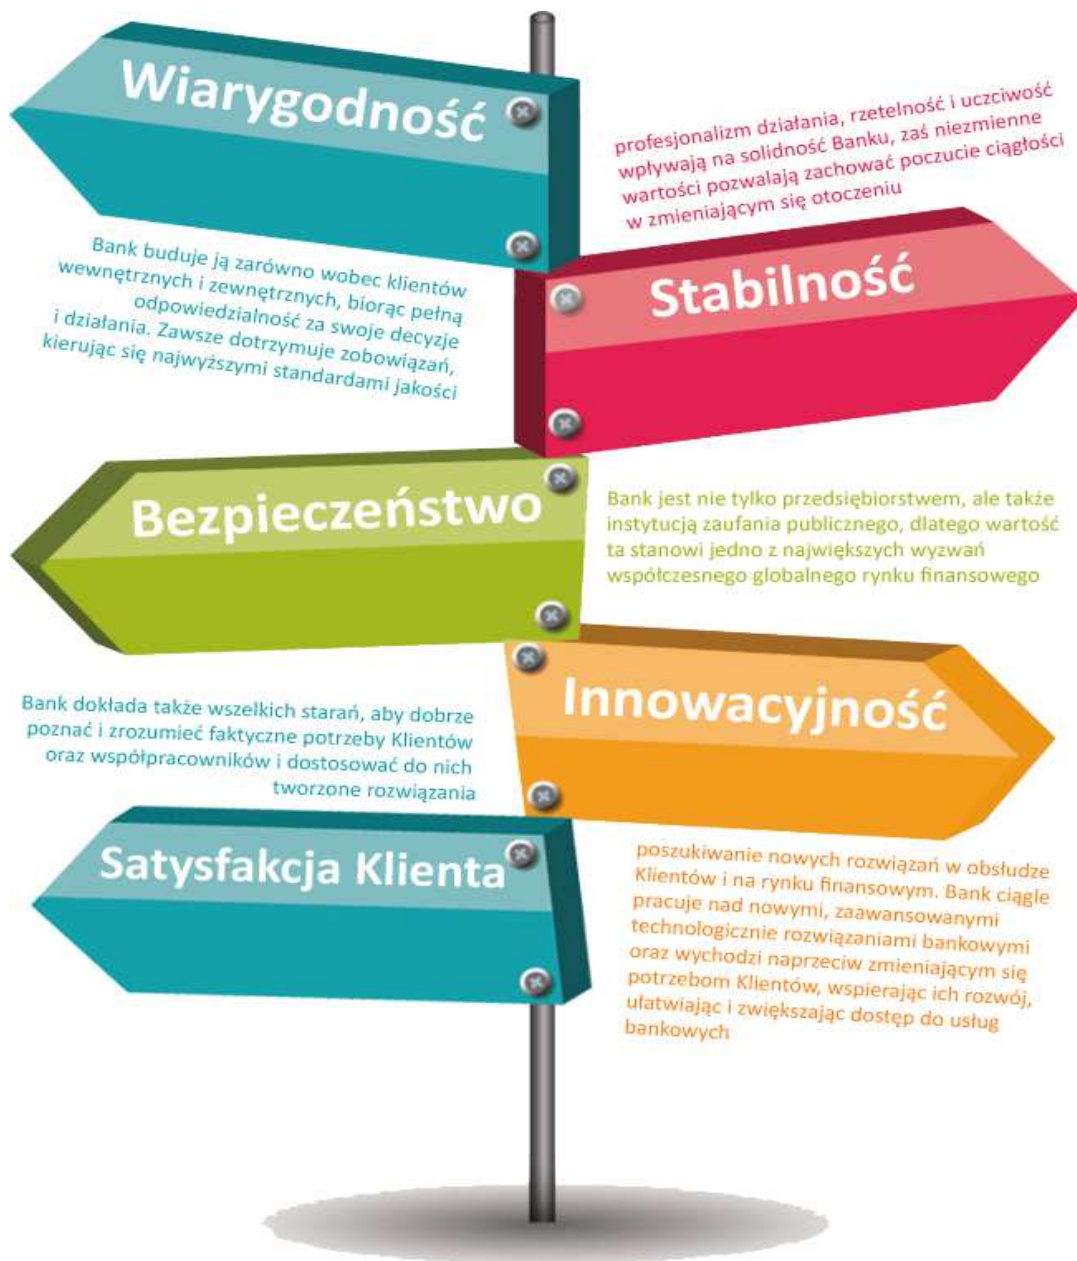 Wiarygodność
Bank buduje ją zarówno wobec klientów
wewnętrznych i zewnętrznych, biorąc pełną
odpowiedzialność za swoje decyzje
i działania. Zawsze dotrzymuje zobowiązań,
kierując się najwyższymi standardami jakości
profesjonalizm działania, rzetelność i uczciwość
wpływają na solidność Banku, zaś niezmienne
wartości pozwalają zachować poczucie ciągłości
w zmieniającym się otoczeniu
Stabilność
Bezpieczeństwo
Bank jest nie tylko przedsiębiorstwem, ale także
instytucją zaufania publicznego, dlatego wartość
ta stanowi jedno z największych wyzwań
współczesnego globalnego rynku finansowego
Innowacyjność
poszukiwanie nowych rozwiązań w obsłudze
Klientów i na rynku finansowym. Bank ciągle
pracuje nad nowymi, zaawansowanymi
technologicznie rozwiązaniami bankowymi
oraz wychodzi naprzeciw zmieniającym się
potrzebom Klientów, wspierając ich rozwój,
ułatwiając i zwiększając dostęp do usług
bankowych
Bank dokłada także wszelkich starań, aby dobrze
poznać i zrozumieć faktyczne potrzeby Klientów
oraz współpracowników i dostosować do nich
tworzone rozwiązania
Satysfakcja Klienta